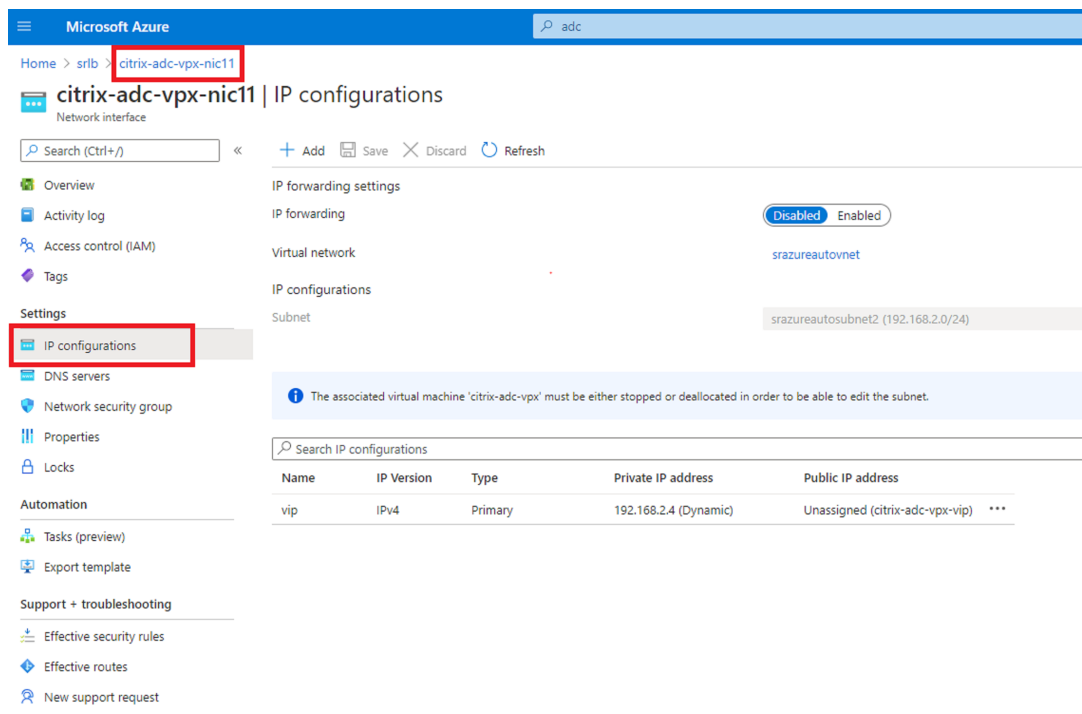 Microsoft Azure
adc
Home > srlb > citrix-adc-vpx-nic11
citrix-adc-vpx-nic11 | IP configurations
Network interface
Search (Ctrl+/)
«
Add Save Discard Refresh
Overview
Activity log
Access control (IAM)
Tags
Settings
IP configurations
DNS servers
Network security group
Properties
Locks
Automation
Tasks (preview)
Export template
Support + troubleshooting
Effective security rules
Effective routes
New support request
IP forwarding settings
IP forwarding Disabled Enabled
Virtual network srazureautovnet
IP configurations
Subnet srazureautosubnet2 (192.168.2.0/24)
The associated virtual machine 'citrix-adc-vpx' must be either stopped or deallocated in order to be able to edit the subnet.
Search IP configurations
Name IP Version Type Private IP address Public IP address
vip IPv4 Primary 192.168.2.4 (Dynamic) Unassigned (citrix-adc-vpx-vip) •••